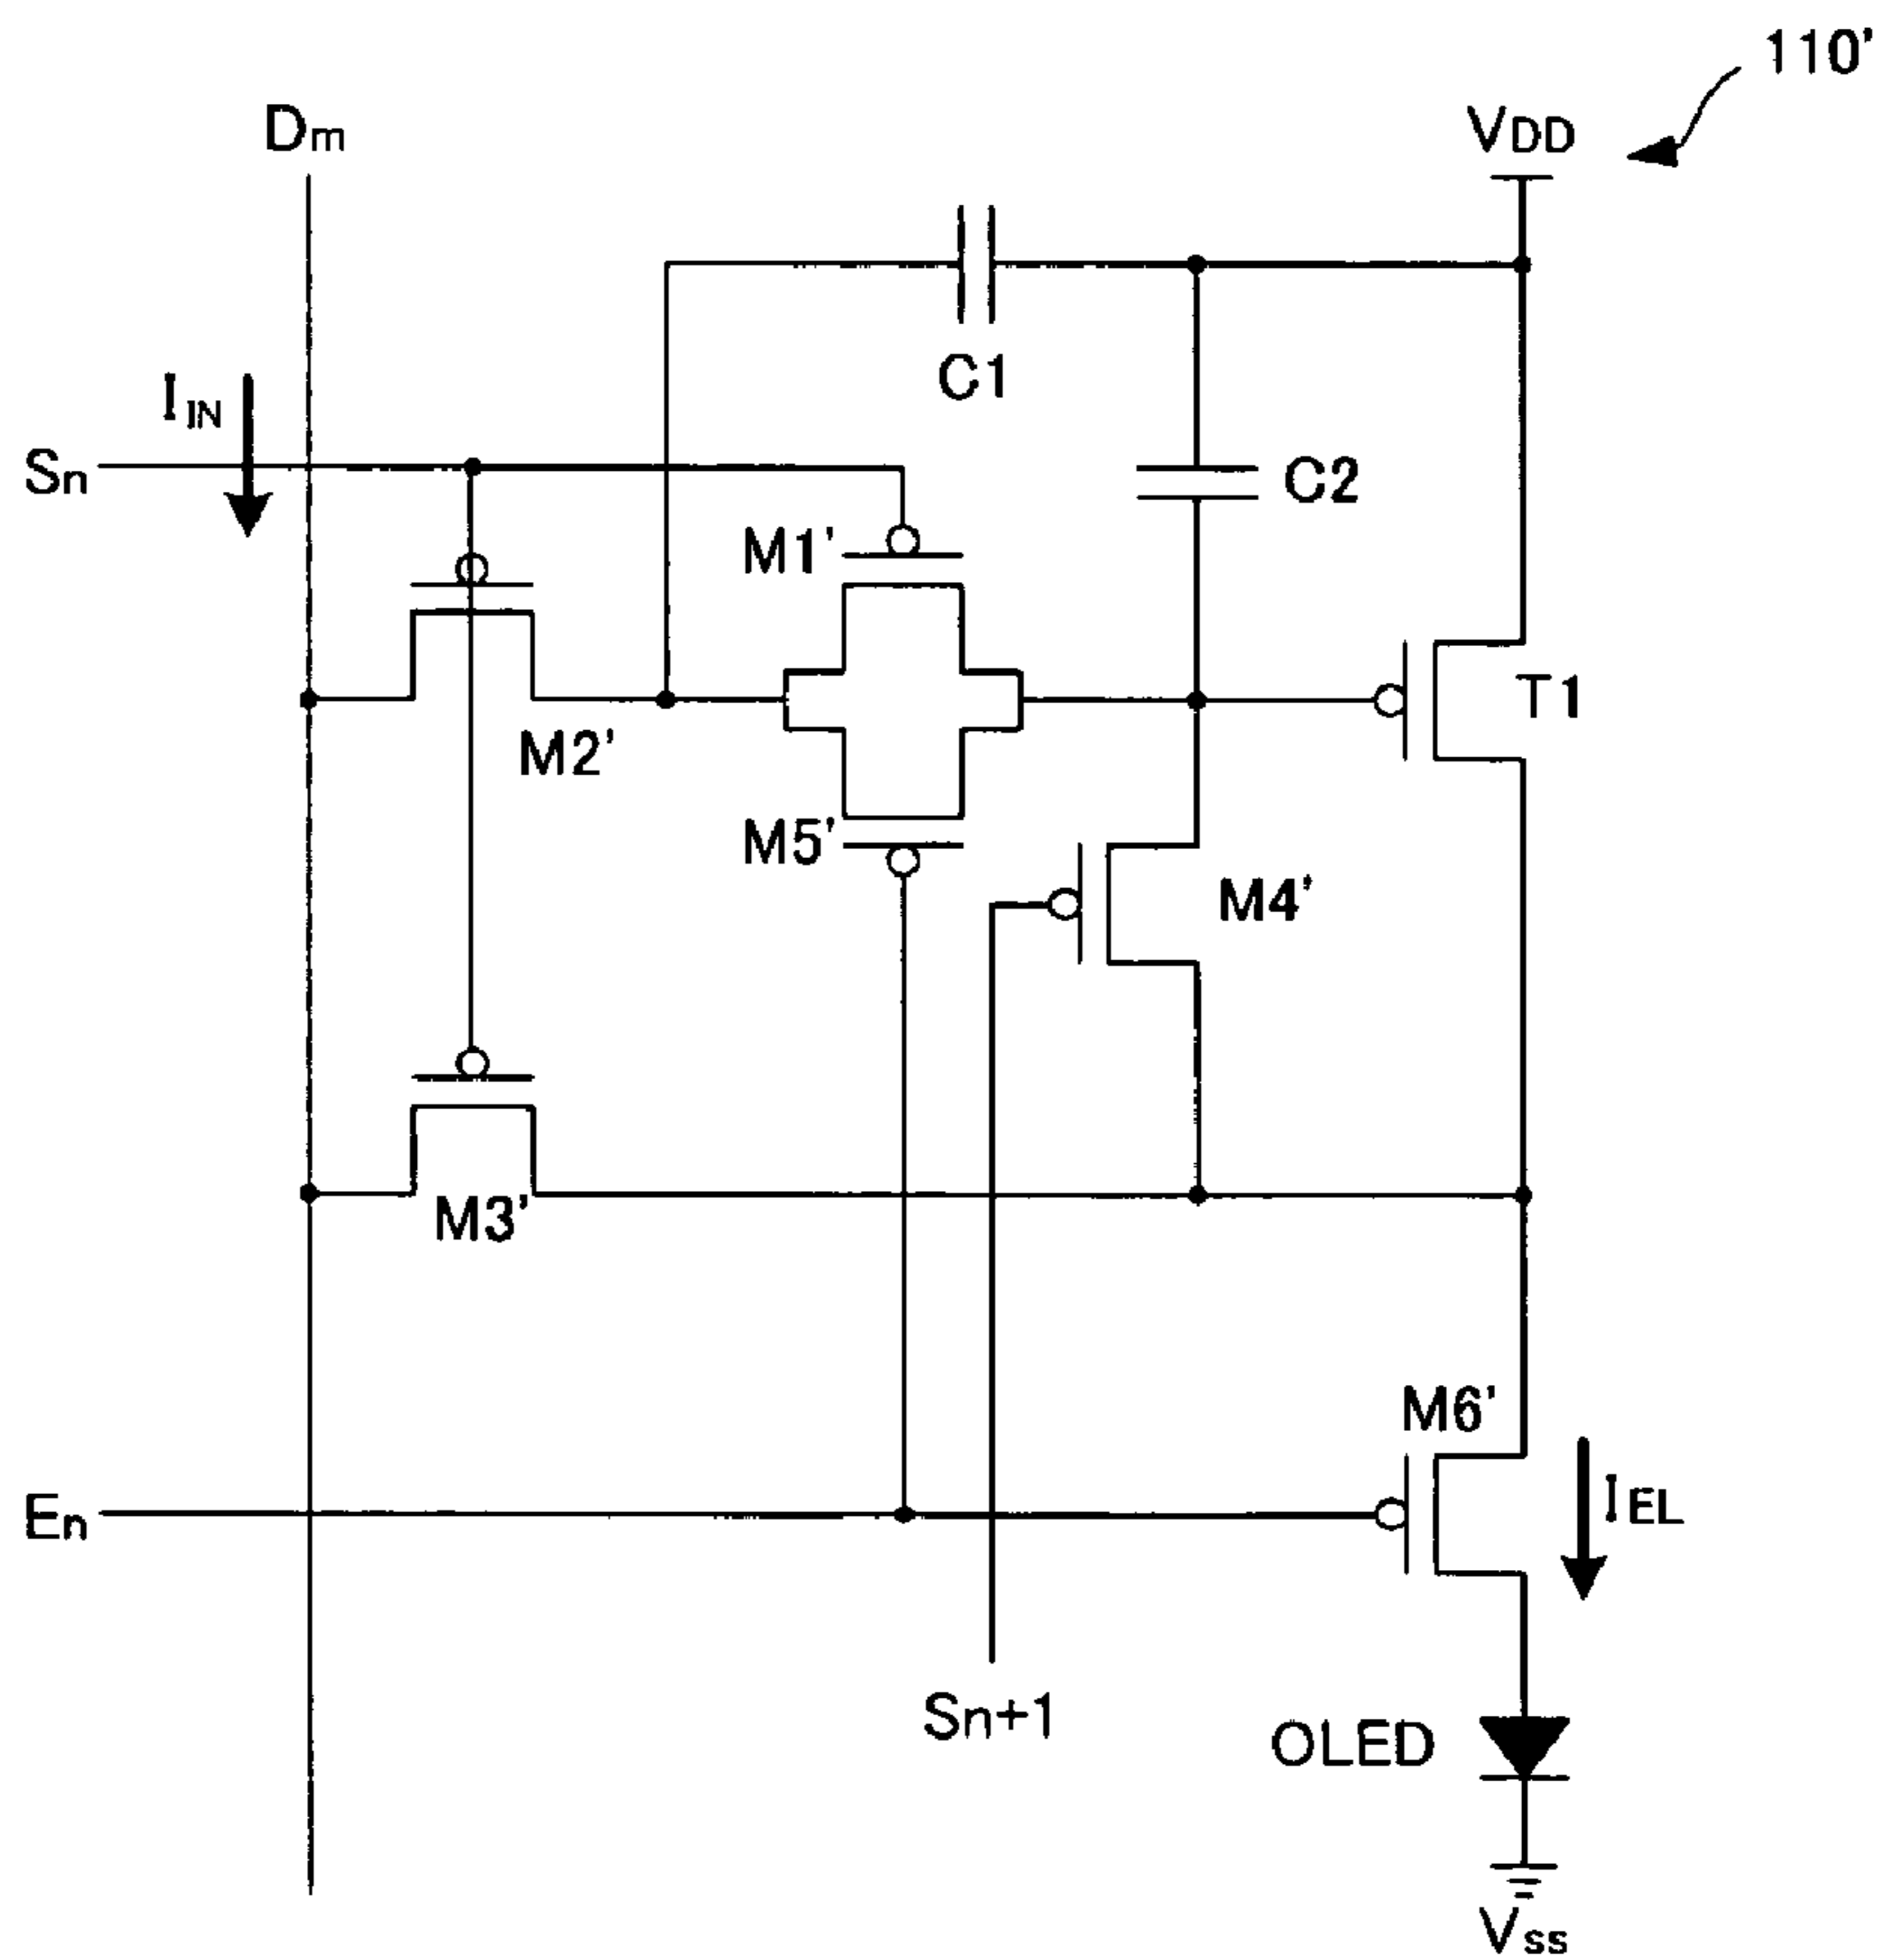 110'
Dm
VDD
C1
IIN
Sn
C2
M1'
T1
M2'
M5'
M4'
M3'
M6'
En
IEL
Sn+1
OLED
Vss